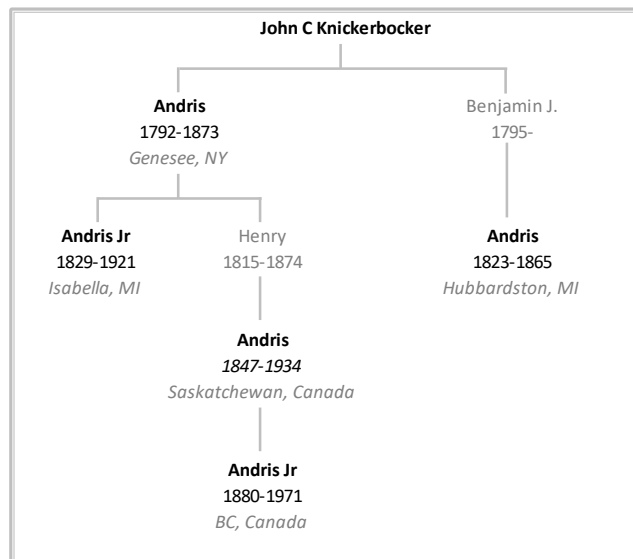 John C Knickerbocker
Andris
1792-1873
Genesee, NY
Benjamin J.
1795-
Andris Jr
1829-1921
Isabella, MI
Henry
1815-1874
Andris
1823-1865
Hubbardston, MI
Andris
1847-1934
Saskatchewan, Canada
Andris Jr
1880-1971
BC, Canada